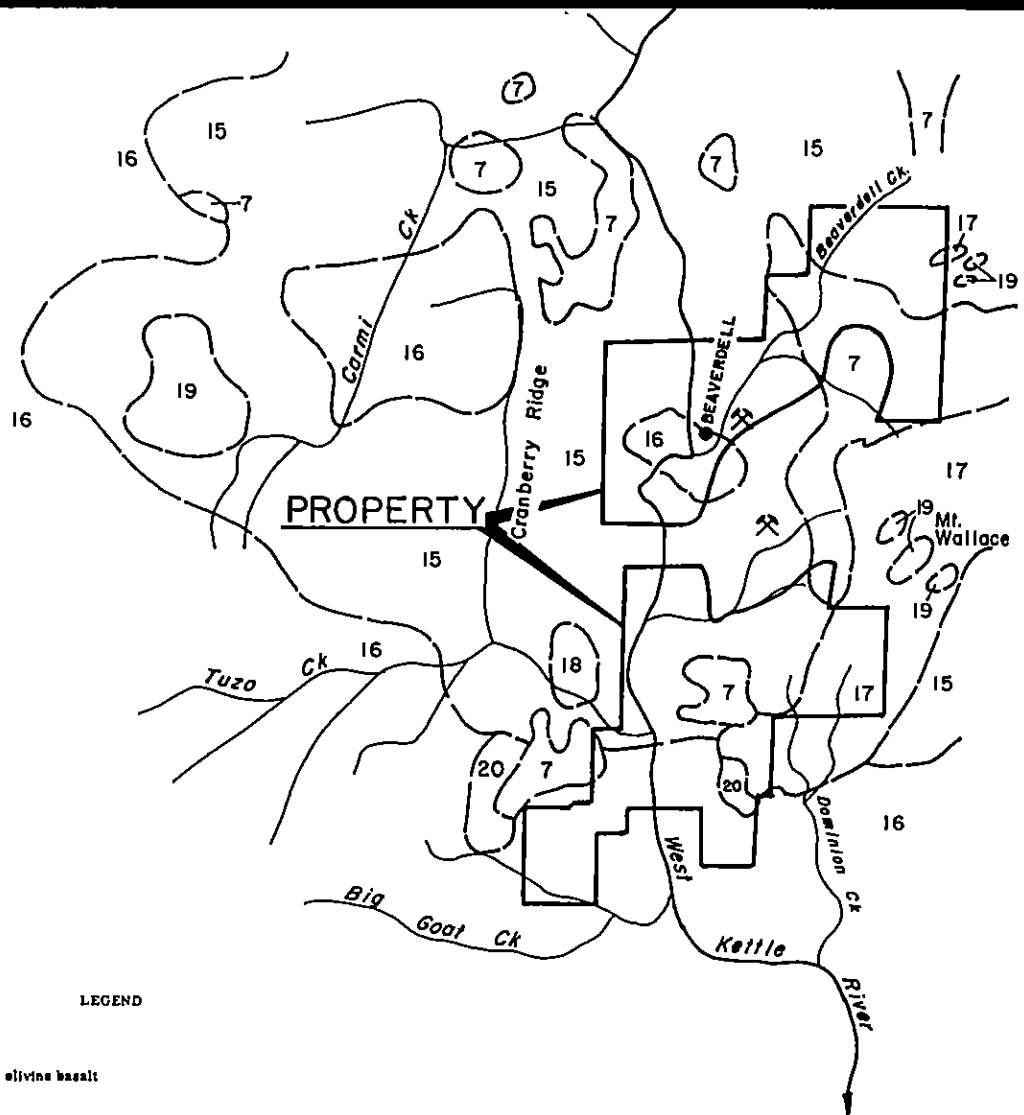 7
15
16
15
7
7
15
7
7
7
Beaverdell Ck.
17
19
Ck
Carmi
16
19
16
Cranberry Ridge
BEAVERDELL
7
16
15
17
PROPERTY
19
Mt.
Wallace
15
19
16
18
Tuzo Ck
7
17
15
20
7
20
16
Dominion Ck
West
Big
Goat Ck
Kettle
River
LEGEND
olivine basalt